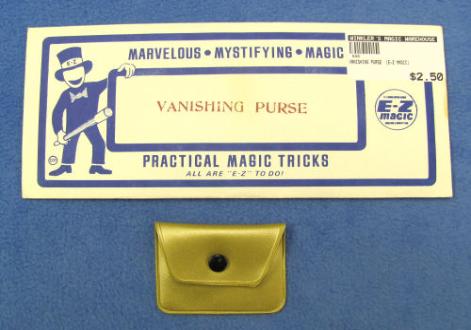 WINKLER'S MAGIC WAREHOUSE
VANISHING PURSE (E-Z MAGIC)
$2.50
MARVELOUS • MYSTIFYING • MAGIC
E-Z
VANISHING PURSE
E-Z
magic
PRACTICAL MAGIC TRICKS
ALL ARE "E-Z" TO DO!